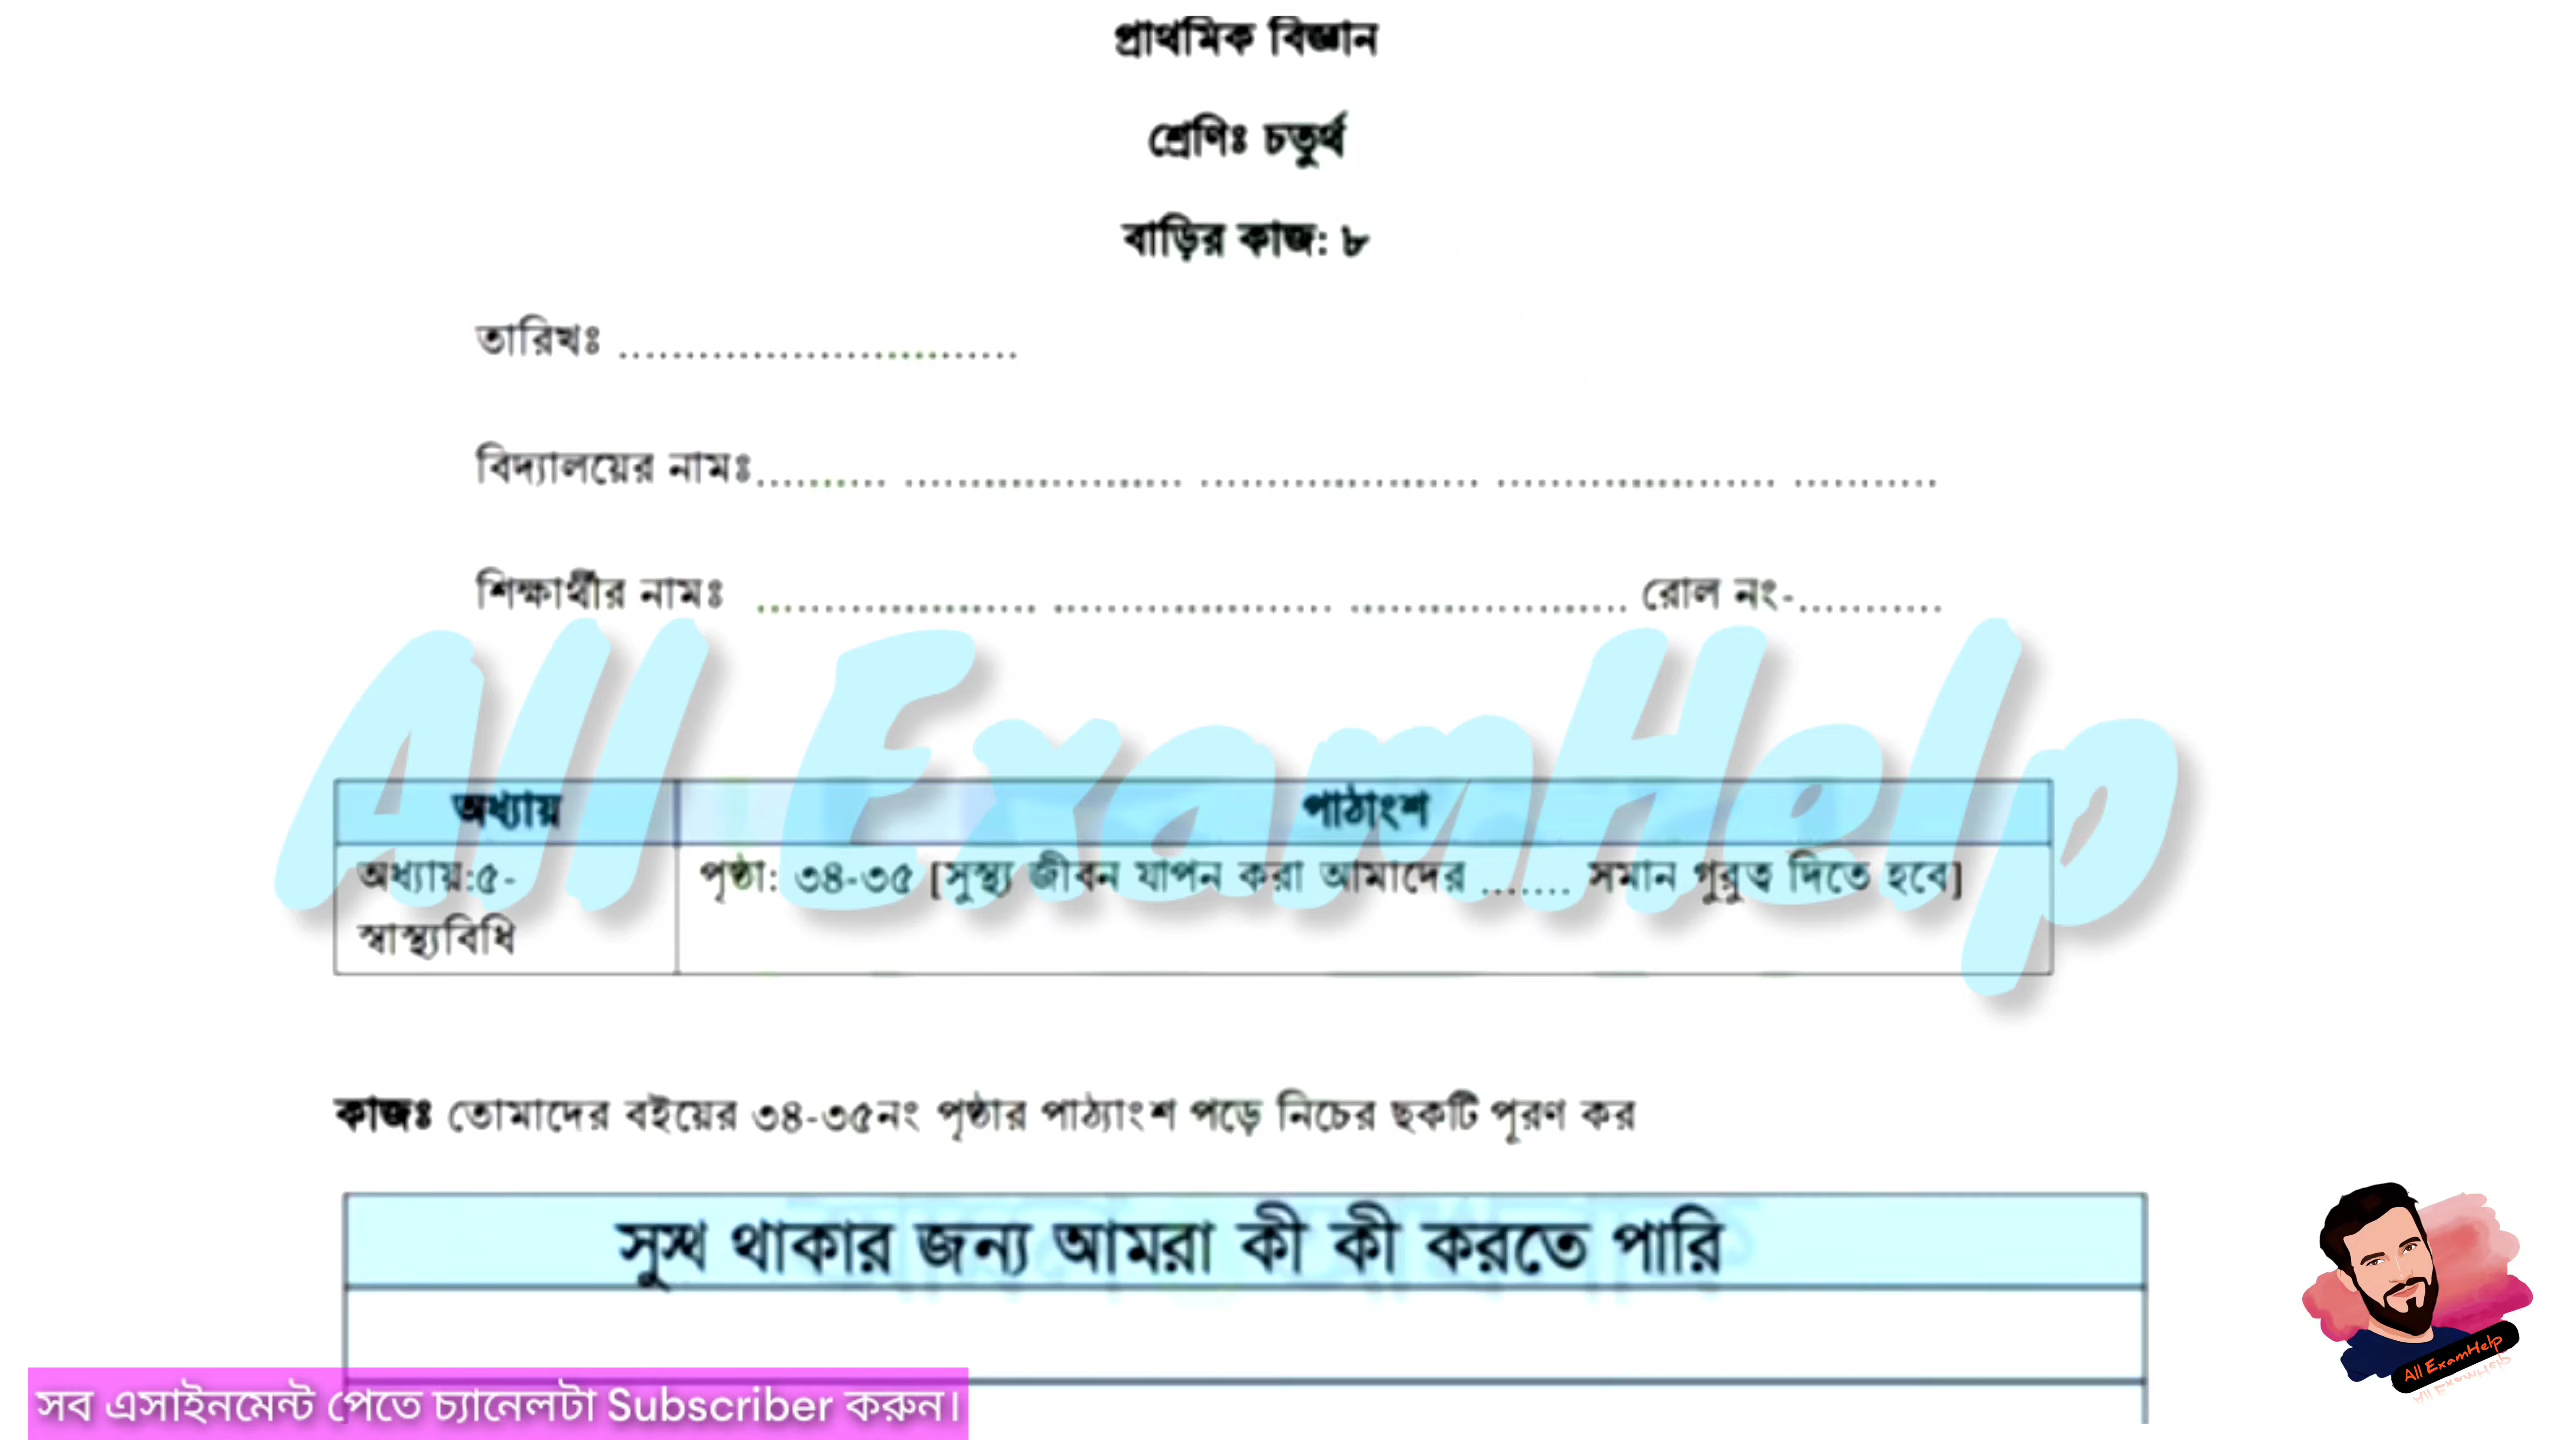 প্রাথমিক বিজ্ঞান
শ্রেণিঃ চতুর্থ
বাড়ির কাজ: ৮
তারিখঃ ..............................
বিদ্যালয়ের নামঃ.......... ..................... ..................... ..................... ...........
শিক্ষার্থীর নামঃ ..................... ..................... ..................... রোল নং-...........
All ExamHelp
অধ্যায় পাঠাংশ
অধ্যায়:৫- পৃষ্ঠা: ৩৪-৩৫ [সুস্থ্য জীবন যাপন করা আমাদের ....... সমান গুরুত্ব দিতে হবে]
স্বাস্থ্যবিধি
কাজঃ তোমাদের বইয়ের ৩৪-৩৫নং পৃষ্ঠার পাঠ্যাংশ পড়ে নিচের ছকটি পূরণ কর
সুস্থ থাকার জন্য আমরা কী কী করতে পারি
All ExamHelp
সব এসাইনমেন্ট পেতে চ্যানেলটা Subscriber করুন।